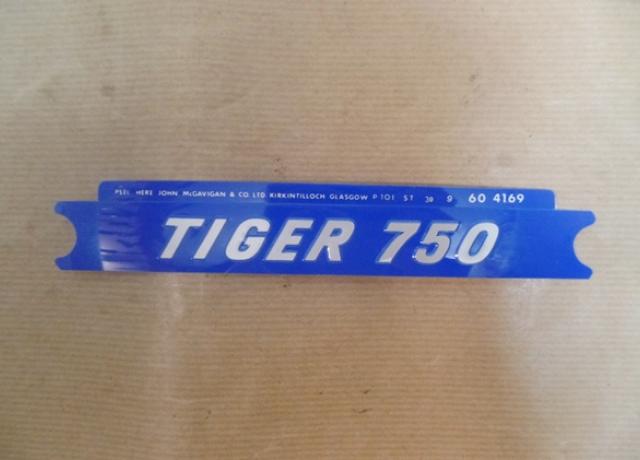 PEEL HERE JOHN McGAVIGAN & CO. LTD. KIRKINTILLOCH GLASGOW P 101 ST 39 9 60 4169
TIGER 750